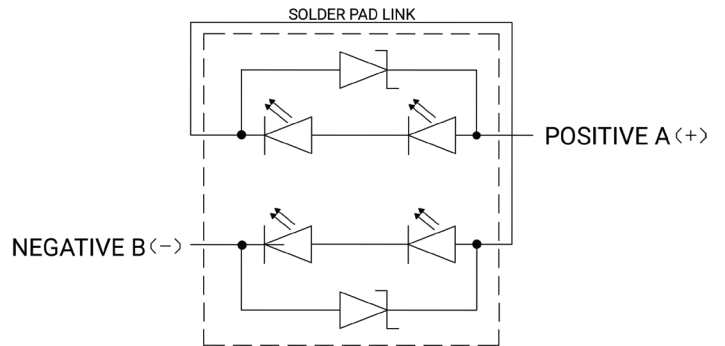 SOLDER PAD LINK
POSITIVE A(+)
NEGATIVE B(−)